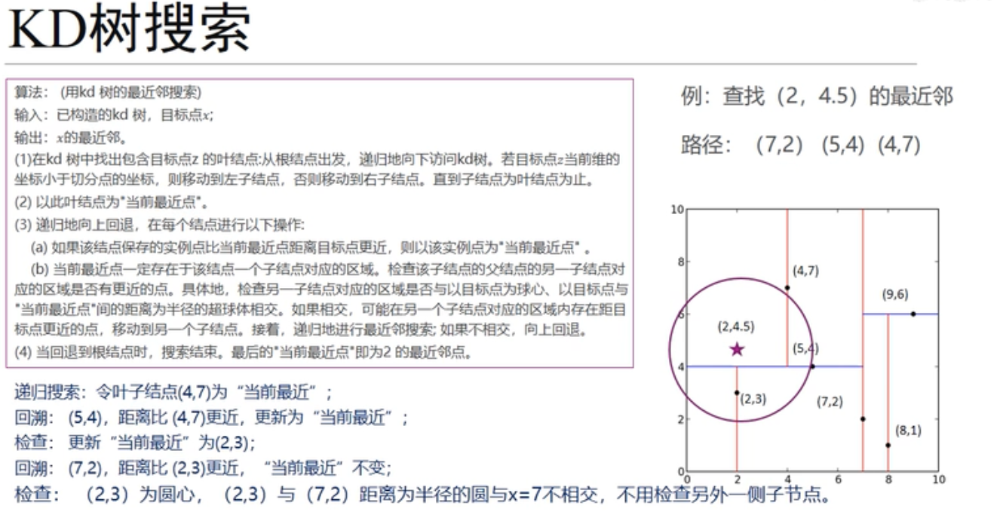 KD树搜索
算法： (用kd 树的最近邻搜索)
输入：已构造的kd 树，目标点x;
输出：x的最近邻。
(1)在kd 树中找出包含目标点z 的叶结点:从根结点出发，递归地向下访问kd树。若目标点z当前维的
坐标小于切分点的坐标，则移动到左子结点，否则移动到右子结点。直到子结点为叶结点为止。
(2) 以此叶结点为"当前最近点"。
(3) 递归地向上回退，在每个结点进行以下操作:
(a) 如果该结点保存的实例点比当前最近点距离目标点更近，则以该实例点为"当前最近点" 。
(b) 当前最近点一定存在于该结点一个子结点对应的区域。检查该子结点的父结点的另一子结点对
应的区域是否有更近的点。具体地，检查另一子结点对应的区域是否与以目标点为球心、以目标点与
"当前最近点"间的距离为半径的超球体相交。如果相交，可能在另一个子结点对应的区域内存在距目
标点更近的点，移动到另一个子结点。接着，递归地进行最近邻搜索; 如果不相交，向上回退。
(4) 当回退到根结点时，搜索结束。最后的"当前最近点"即为2 的最近邻点。
递归搜索：令叶子结点(4,7)为“当前最近”；
回溯： (5,4)，距离比 (4,7)更近，更新为“当前最近”；
检查： 更新“当前最近”为(2,3)；
回溯： (7,2)，距离比 (2,3)更近， “当前最近”不变；
检查： （2,3）为圆心，（2,3）与（7,2）距离为半径的圆与x=7不相交，不用检查另外一侧子节点。
例：查找（2，4.5）的最近邻
路径： (7,2) (5,4) (4,7)
10
8
6
4
2
0
(4,7)
(9,6)
(2,4.5)
(5,4)
(2,3)
(7,2)
(8,1)
0 2 4 6 8 10